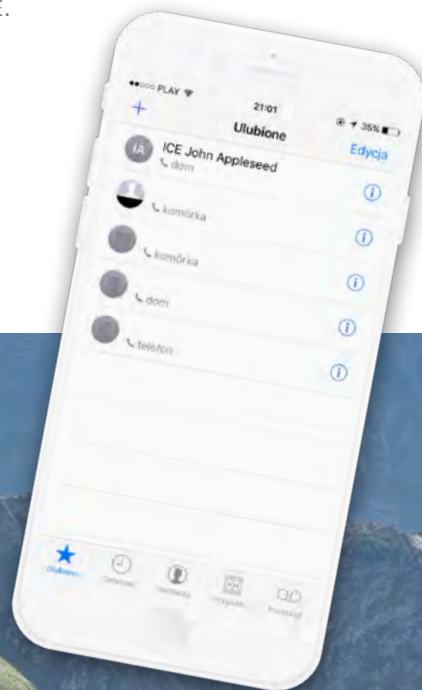 E.
PLAY
21:01
35%
+
Ulubione
Edycja
IA
ICE John Appleseed
dom
komórka
komórka
dom
telefon
Ulubione